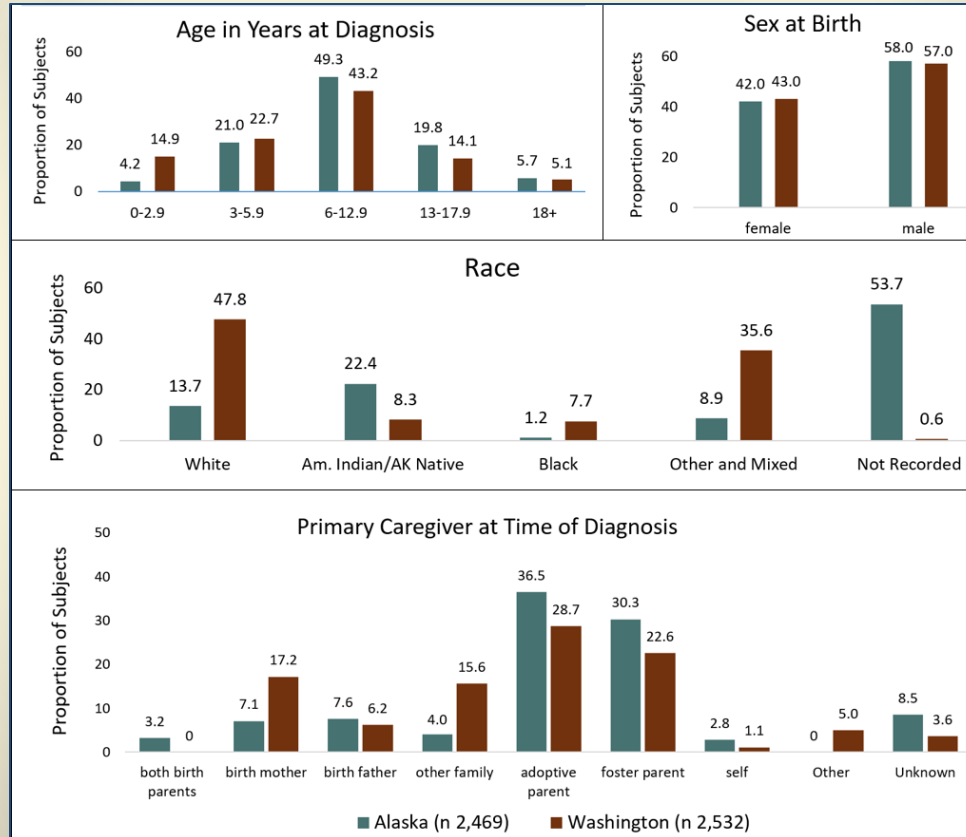 Age in Years at Diagnosis
Proportion of Subjects
60
40
20
0
4.2
14.9
21.0
22.7
49.3
43.2
19.8
14.1
5.7
5.1
0-2.9
3-5.9
6-12.9
13-17.9
18+
Sex at Birth
Proportion of Subjects
60
40
20
0
42.0
43.0
58.0
57.0
female
male
Race
Proportion of Subjects
60
40
20
0
13.7
47.8
22.4
8.3
1.2
7.7
8.9
35.6
53.7
0.6
White
Am. Indian/AK Native
Black
Other and Mixed
Not Recorded
Primary Caregiver at Time of Diagnosis
Proportion of Subjects
50
40
30
20
10
0
3.2
0
7.1
17.2
7.6
6.2
4.0
15.6
36.5
28.7
30.3
22.6
2.8
1.1
0
5.0
8.5
3.6
both birth
parents
birth mother
birth father
other family
adoptive
parent
foster parent
self
Other
Unknown
Alaska (n 2,469)
Washington (n 2,532)